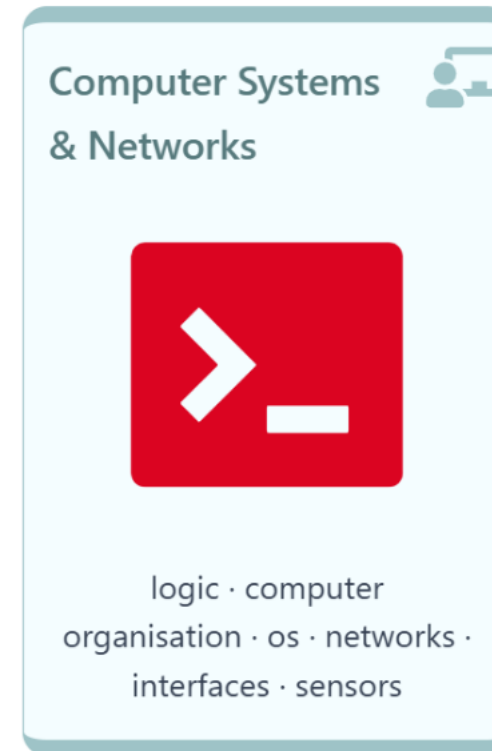 Computer Systems
& Networks
>_
logic · computer
organisation · os · networks ·
interfaces · sensors